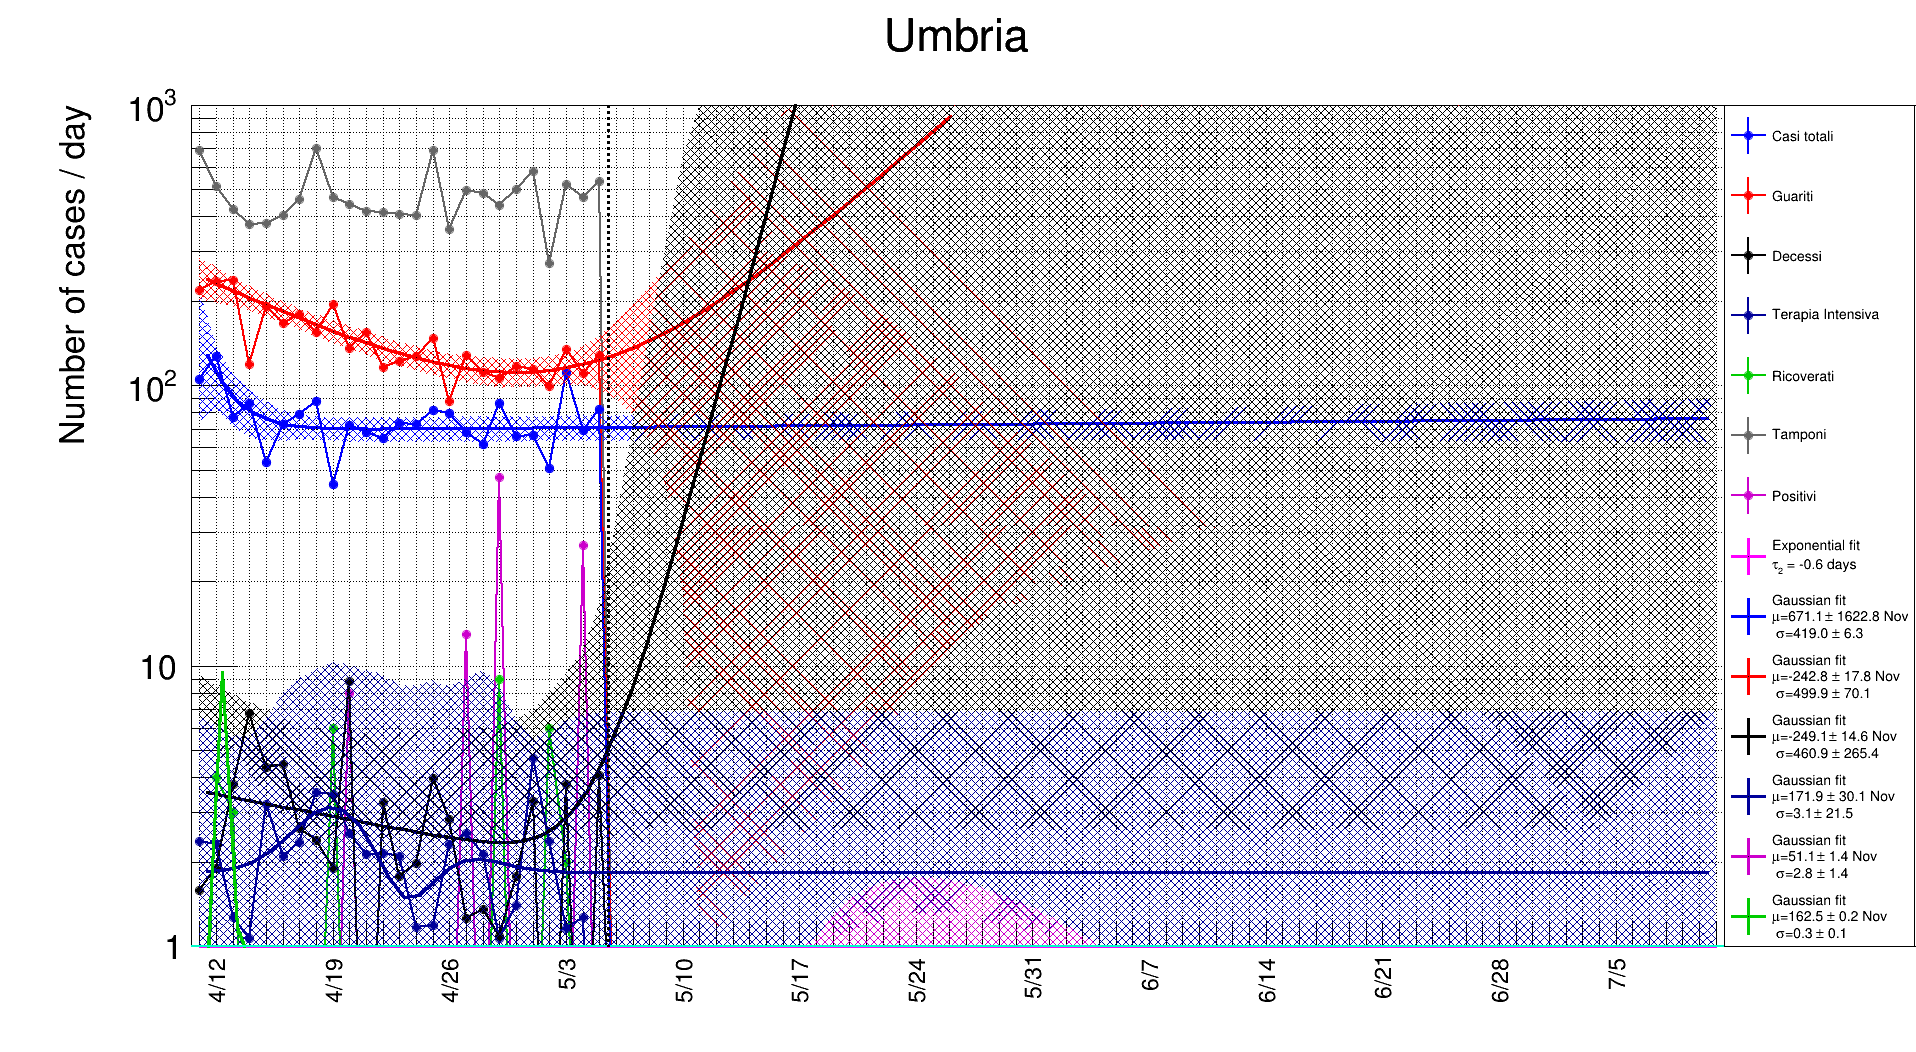 Umbria
Number of cases / day
10³
10²
10
1
4/12
4/19
4/26
5/3
5/10
5/17
5/24
5/31
6/7
6/14
6/21
6/28
7/5
Casi totali
Guariti
Decessi
Terapia Intensiva
Ricoverati
Tamponi
Positivi
Exponential fit
τ₂ = -0.6 days
Gaussian fit
μ=671.1 ± 1622.8 Nov
σ=419.0 ± 6.3
Gaussian fit
μ=-242.8 ± 17.8 Nov
σ=499.9 ± 70.1
Gaussian fit
μ=-249.1 ± 14.6 Nov
σ=460.9 ± 265.4
Gaussian fit
μ=171.9 ± 30.1 Nov
σ=3.1 ± 21.5
Gaussian fit
μ=51.1 ± 1.4 Nov
σ=2.8 ± 1.4
Gaussian fit
μ=162.5 ± 0.2 Nov
σ=0.3 ± 0.1